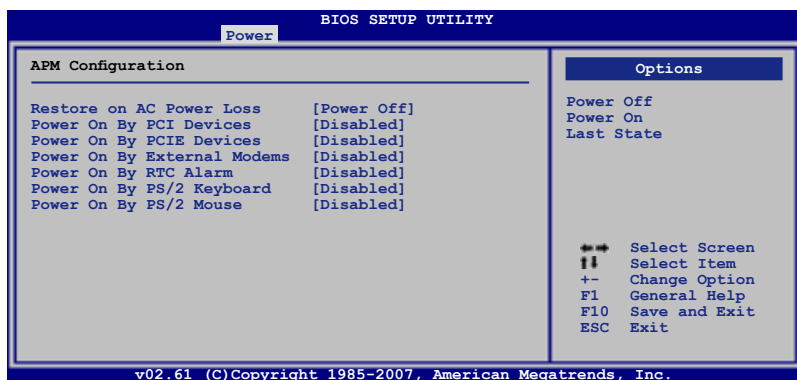 BIOS SETUP UTILITY
Power
APM Configuration
Restore on AC Power Loss [Power Off]
Power On By PCI Devices [Disabled]
Power On By PCIE Devices [Disabled]
Power On By External Modems [Disabled]
Power On By RTC Alarm [Disabled]
Power On By PS/2 Keyboard [Disabled]
Power On By PS/2 Mouse [Disabled]
Options
Power Off
Power On
Last State
←→ Select Screen
↑↓ Select Item
+- Change Option
F1 General Help
F10 Save and Exit
ESC Exit
v02.61 (C)Copyright 1985-2007, American Megatrends, Inc.